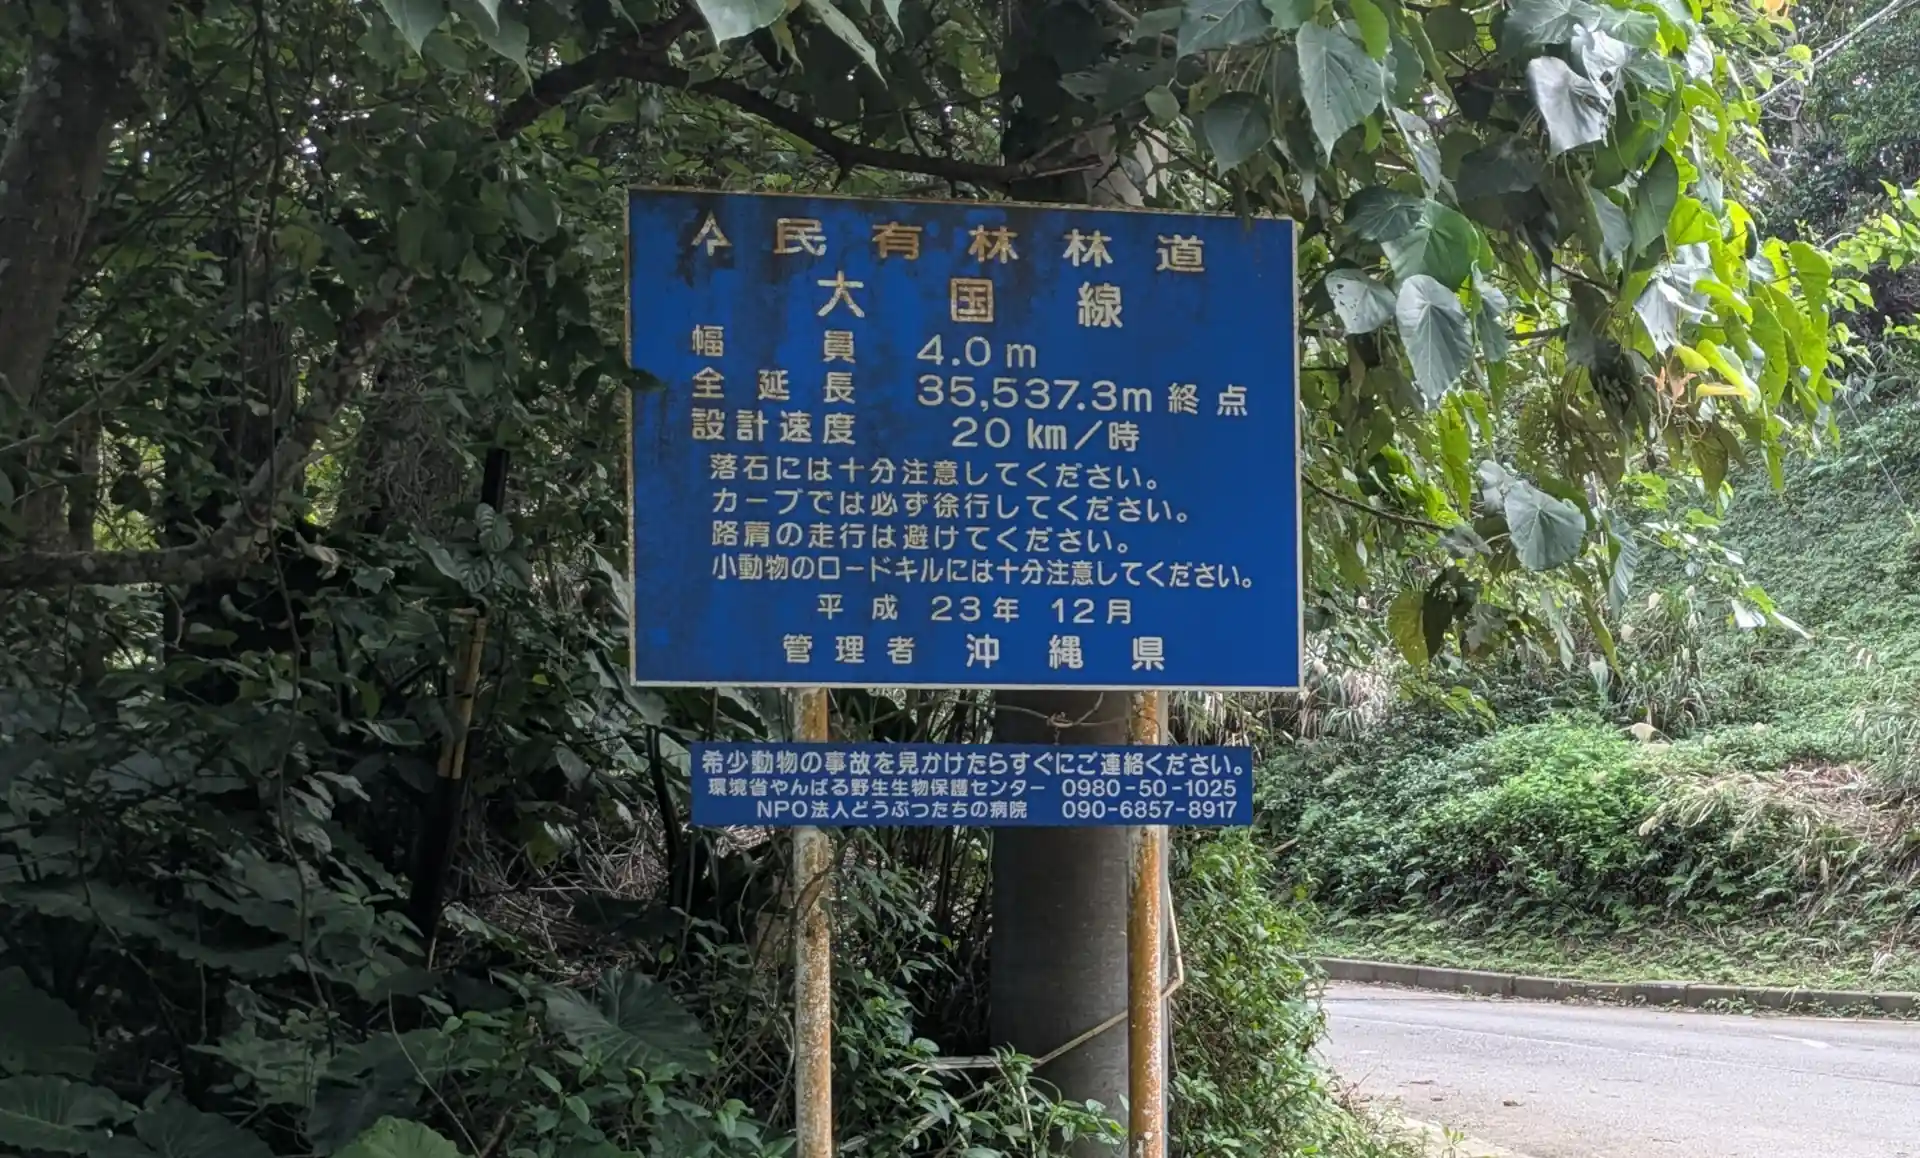 民有林林道
大国線
幅員 4.0m
全延長 35,537.3m 終点
設計速度 20km/時
落石には十分注意してください。
カーブでは必ず徐行してください。
路肩の走行は避けてください。
小動物のロードキルには十分注意してください。
平成23年12月
管理者 沖縄県
希少動物の事故を見かけたらすぐにご連絡ください。
環境省やんばる野生生物保護センター 0980-50-1025
NPO法人どうぶつたちの病院 090-6857-8917